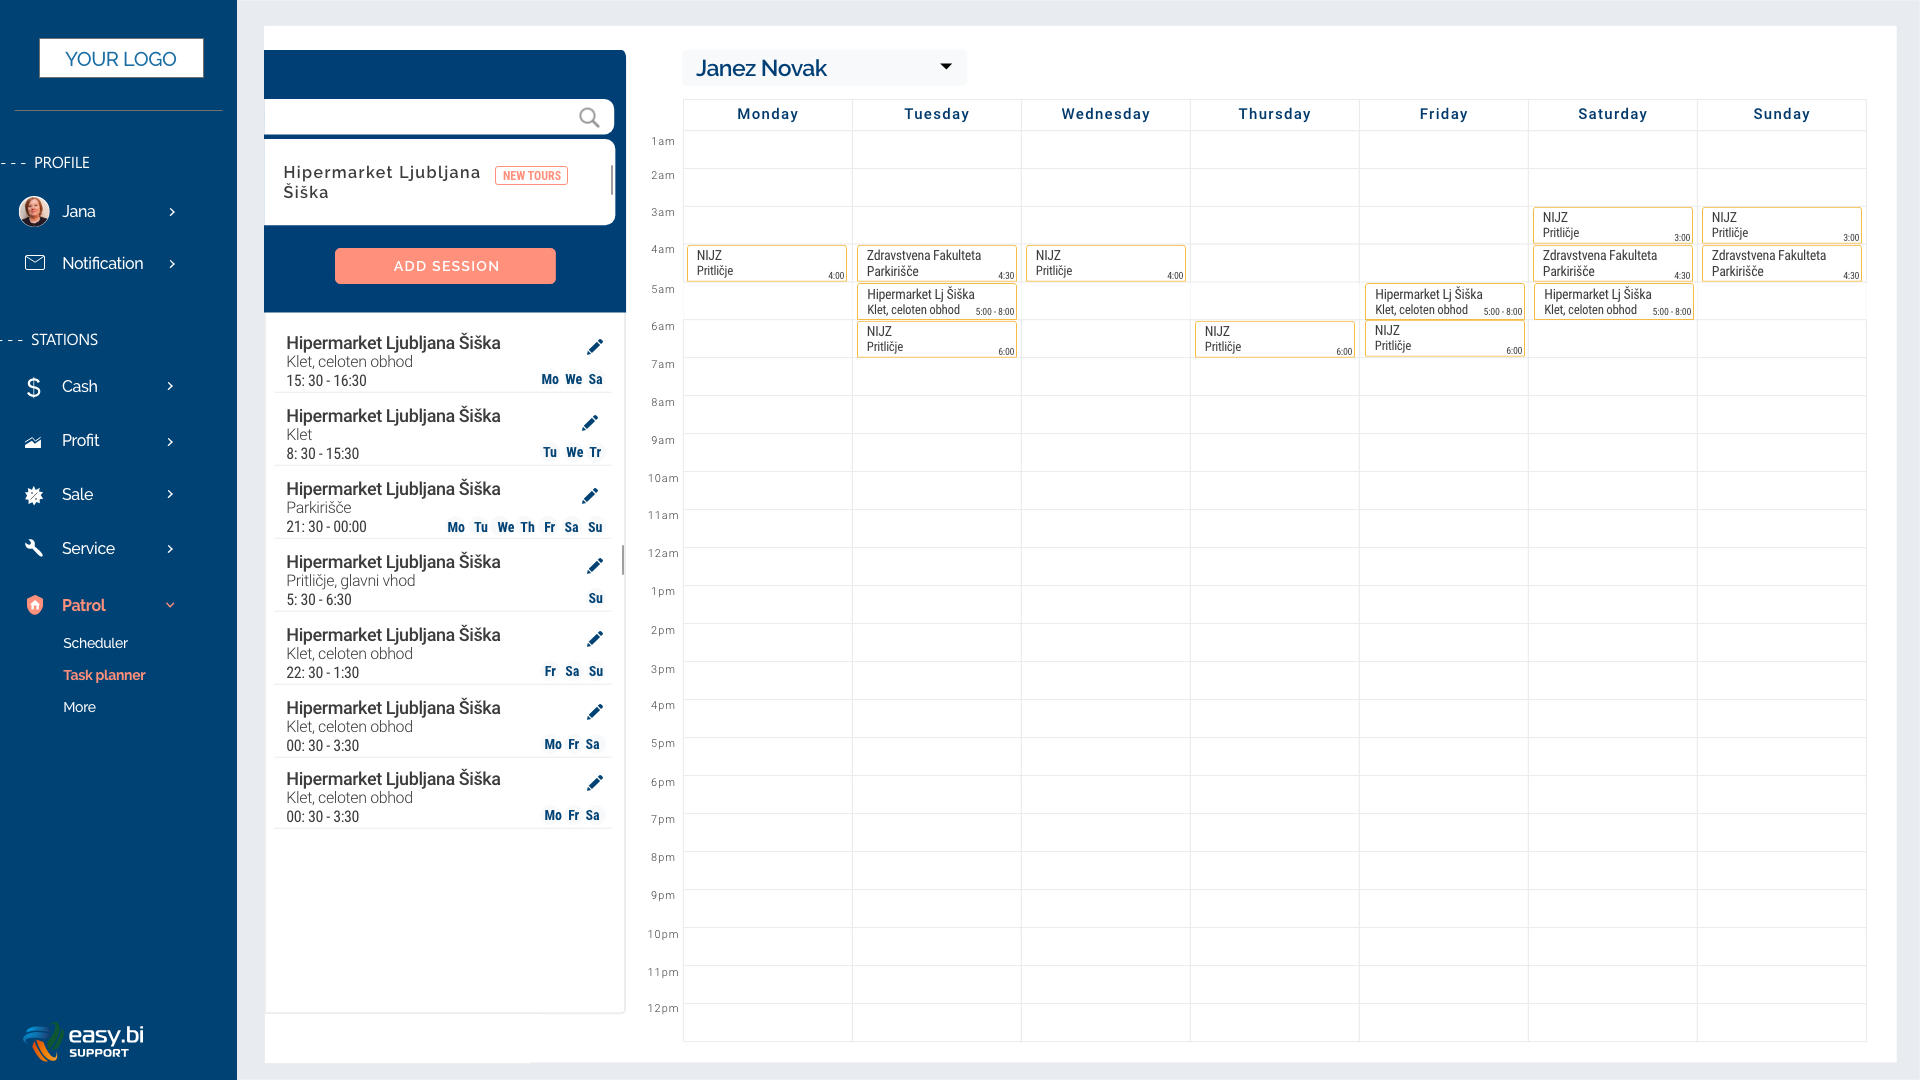 YOUR LOGO
- - - PROFILE
Jana
Notification
- - - STATIONS
Cash
Profit
Sale
Service
Patrol
Scheduler
Task planner
More
easy.bi
SUPPORT
Hipermarket Ljubljana
Šiška
NEW TOURS
ADD SESSION
Hipermarket Ljubljana Šiška
Klet, celoten obhod
15: 30 - 16:30
Mo We Sa
Hipermarket Ljubljana Šiška
Klet
8: 30 - 15:30
Tu We Tr
Hipermarket Ljubljana Šiška
Parkirišče
21: 30 - 00:00
Mo Tu We Th Fr Sa Su
Hipermarket Ljubljana Šiška
Pritličje, glavni vhod
5: 30 - 6:30
Su
Hipermarket Ljubljana Šiška
Klet, celoten obhod
22: 30 - 1:30
Fr Sa Su
Hipermarket Ljubljana Šiška
Klet, celoten obhod
00: 30 - 3:30
Mo Fr Sa
Hipermarket Ljubljana Šiška
Klet, celoten obhod
00: 30 - 3:30
Mo Fr Sa
Janez Novak
Monday Tuesday Wednesday Thursday Friday Saturday Sunday
1am
2am
3am
NIJZ
Pritličje
3:00
NIJZ
Pritličje
3:00
4am
NIJZ
Pritličje
4:00
Zdravstvena Fakulteta
Parkirišče
4:30
NIJZ
Pritličje
4:00
Zdravstvena Fakulteta
Parkirišče
4:30
Zdravstvena Fakulteta
Parkirišče
4:30
5am
Hipermarket Lj Šiška
Klet, celoten obhod 5:00 - 8:00
Hipermarket Lj Šiška
Klet, celoten obhod 5:00 - 8:00
Hipermarket Lj Šiška
Klet, celoten obhod 5:00 - 8:00
6am
NIJZ
Pritličje
6:00
NIJZ
Pritličje
6:00
NIJZ
Pritličje
6:00
7am
8am
9am
10am
11am
12am
1pm
2pm
3pm
4pm
5pm
6pm
7pm
8pm
9pm
10pm
11pm
12pm